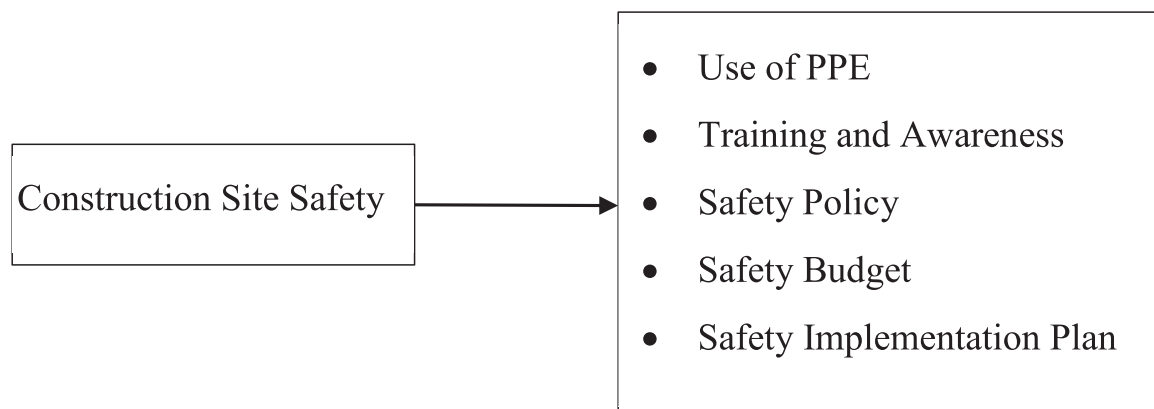 Construction Site Safety
• Use of PPE
• Training and Awareness
• Safety Policy
• Safety Budget
• Safety Implementation Plan